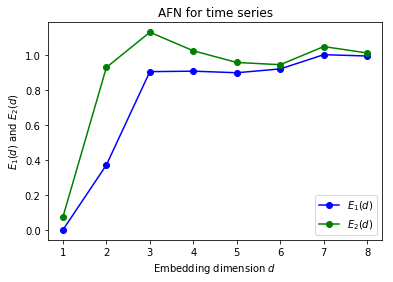 AFN for time series
E₁(d) and E₂(d)
1.0
0.8
0.6
0.4
0.2
0.0
1 2 3 4 5 6 7 8
Embedding dimension d
E₁(d)
E₂(d)